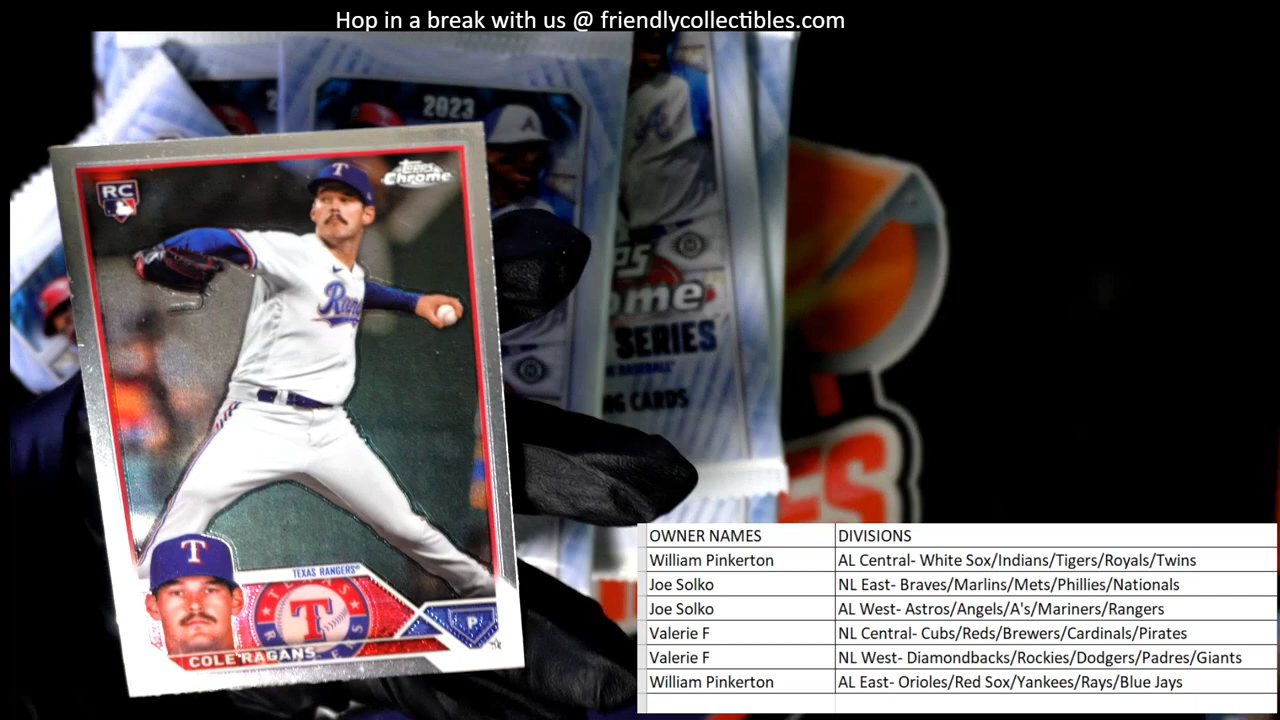 Hop in a break with us @ friendlycollectibles.com
2023
RC
Topps
Chrome
T
Rang
A
SERIES
TEXAS RANGERS
T
P
COLE RAGANS
OWNER NAMES DIVISIONS
William Pinkerton AL Central- White Sox/Indians/Tigers/Royals/Twins
Joe Solko NL East- Braves/Marlins/Mets/Phillies/Nationals
Joe Solko AL West- Astros/Angels/A's/Mariners/Rangers
Valerie F NL Central- Cubs/Reds/Brewers/Cardinals/Pirates
Valerie F NL West- Diamondbacks/Rockies/Dodgers/Padres/Giants
William Pinkerton AL East- Orioles/Red Sox/Yankees/Rays/Blue Jays